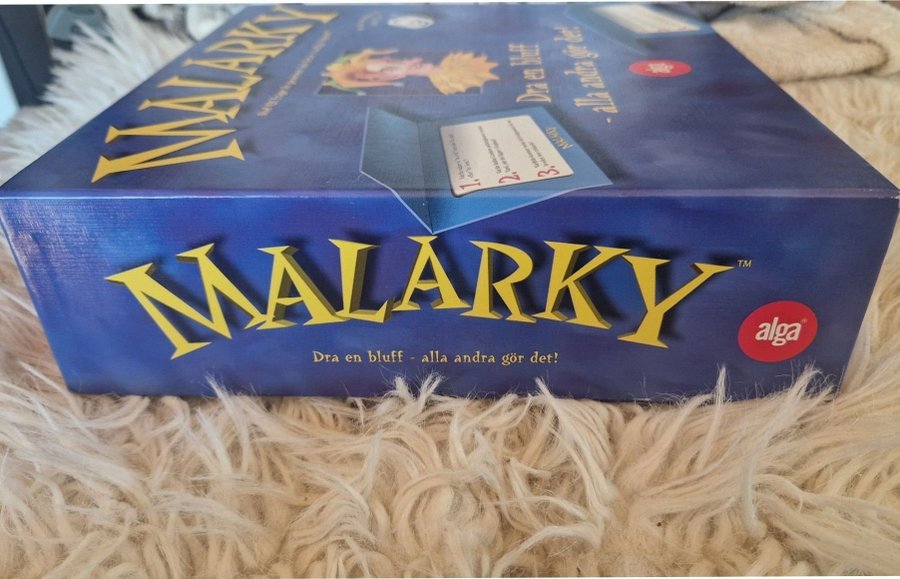 MALARKY
Dra en bluff
- alla andra gör det!
alga
1.
2.
3.
MALARKY™
Dra en bluff - alla andra gör det!
alga®